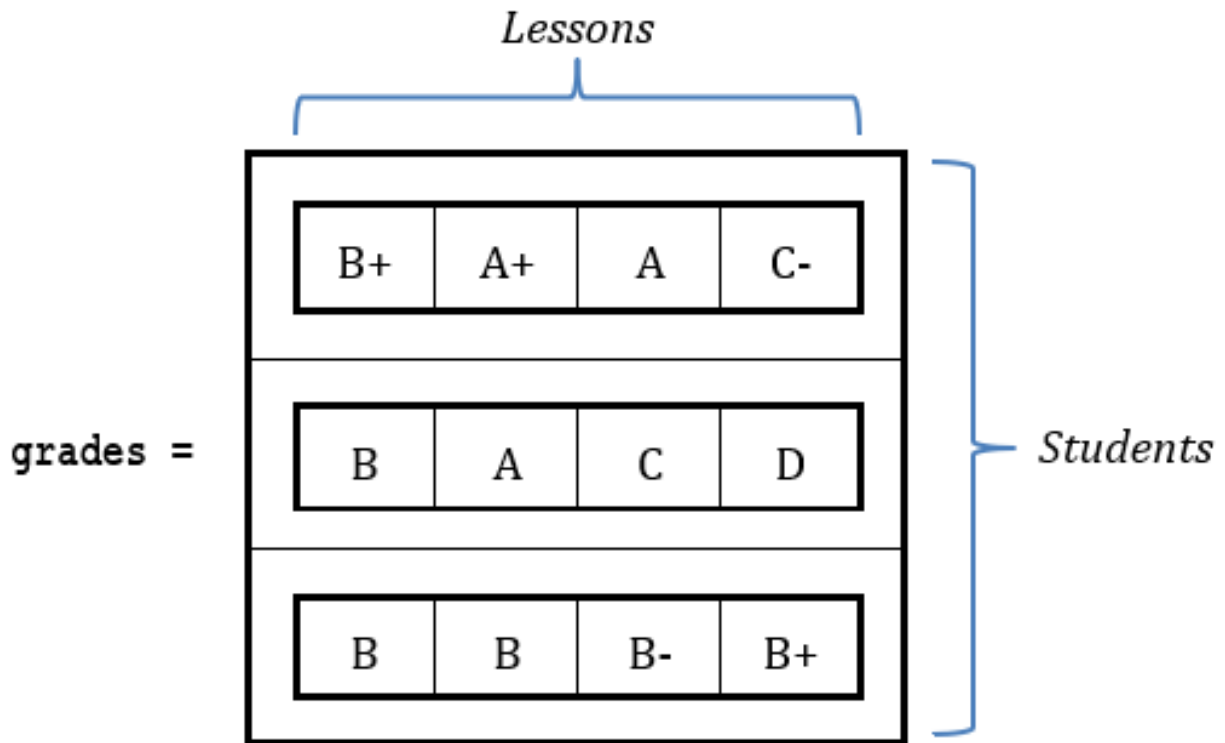 Lessons
B+ A+ A C-
grades =
B A C D
Students
B B B- B+